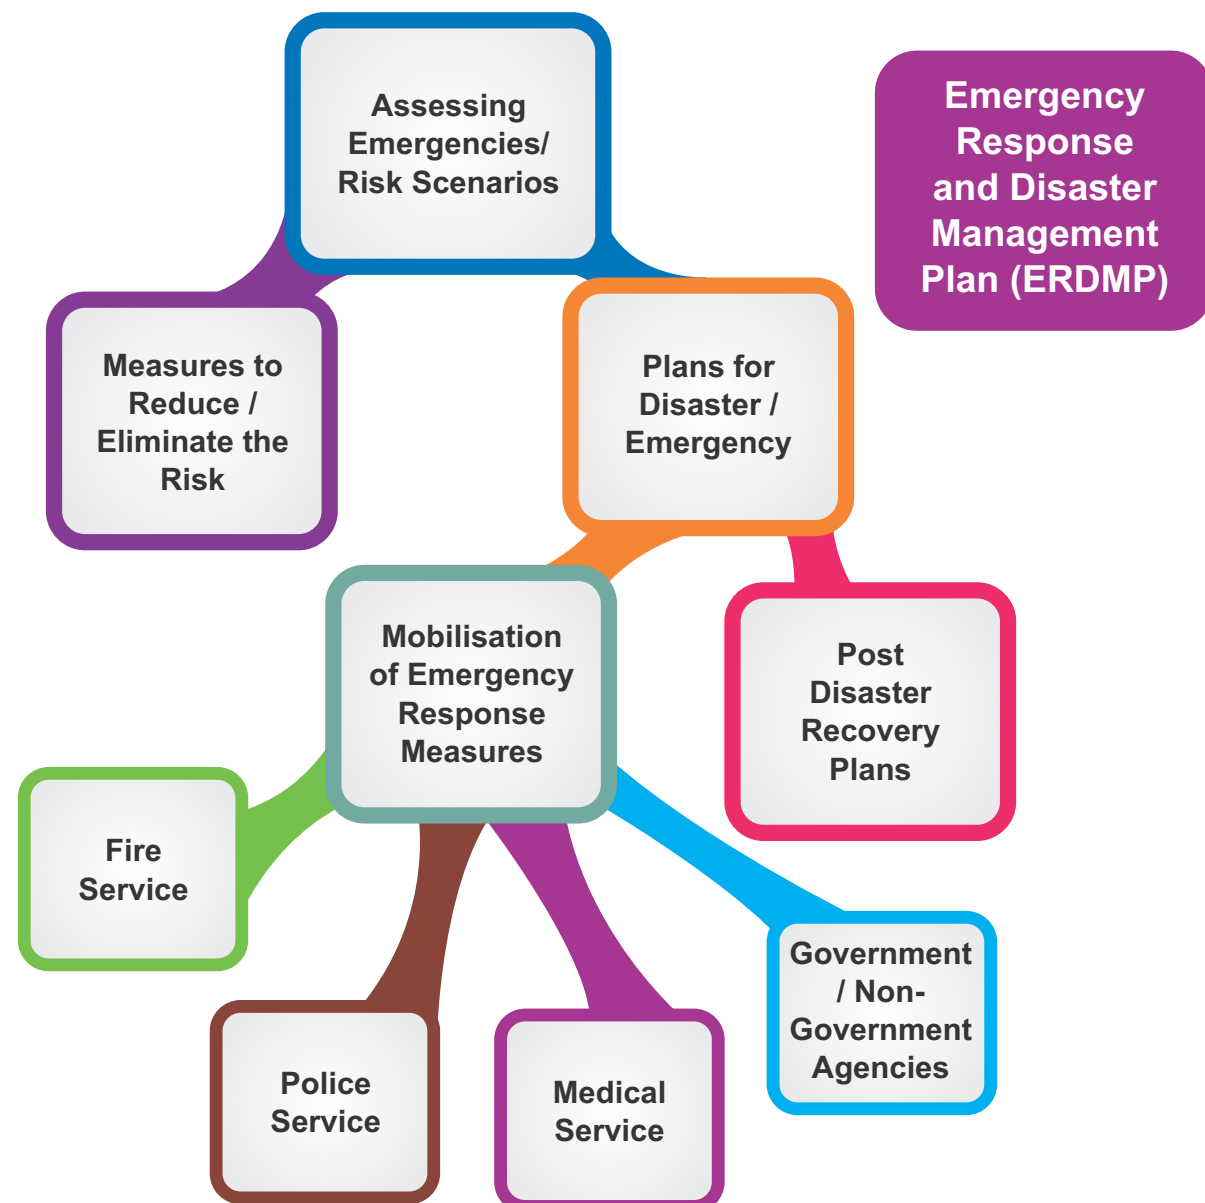 Assessing
Emergencies/
Risk Scenarios
Emergency
Response
and Disaster
Management
Plan (ERDMP)
Measures to
Reduce /
Eliminate the
Risk
Plans for
Disaster /
Emergency
Mobilisation
of Emergency
Response
Measures
Post
Disaster
Recovery
Plans
Fire
Service
Police
Service
Medical
Service
Government
/ Non-
Government
Agencies